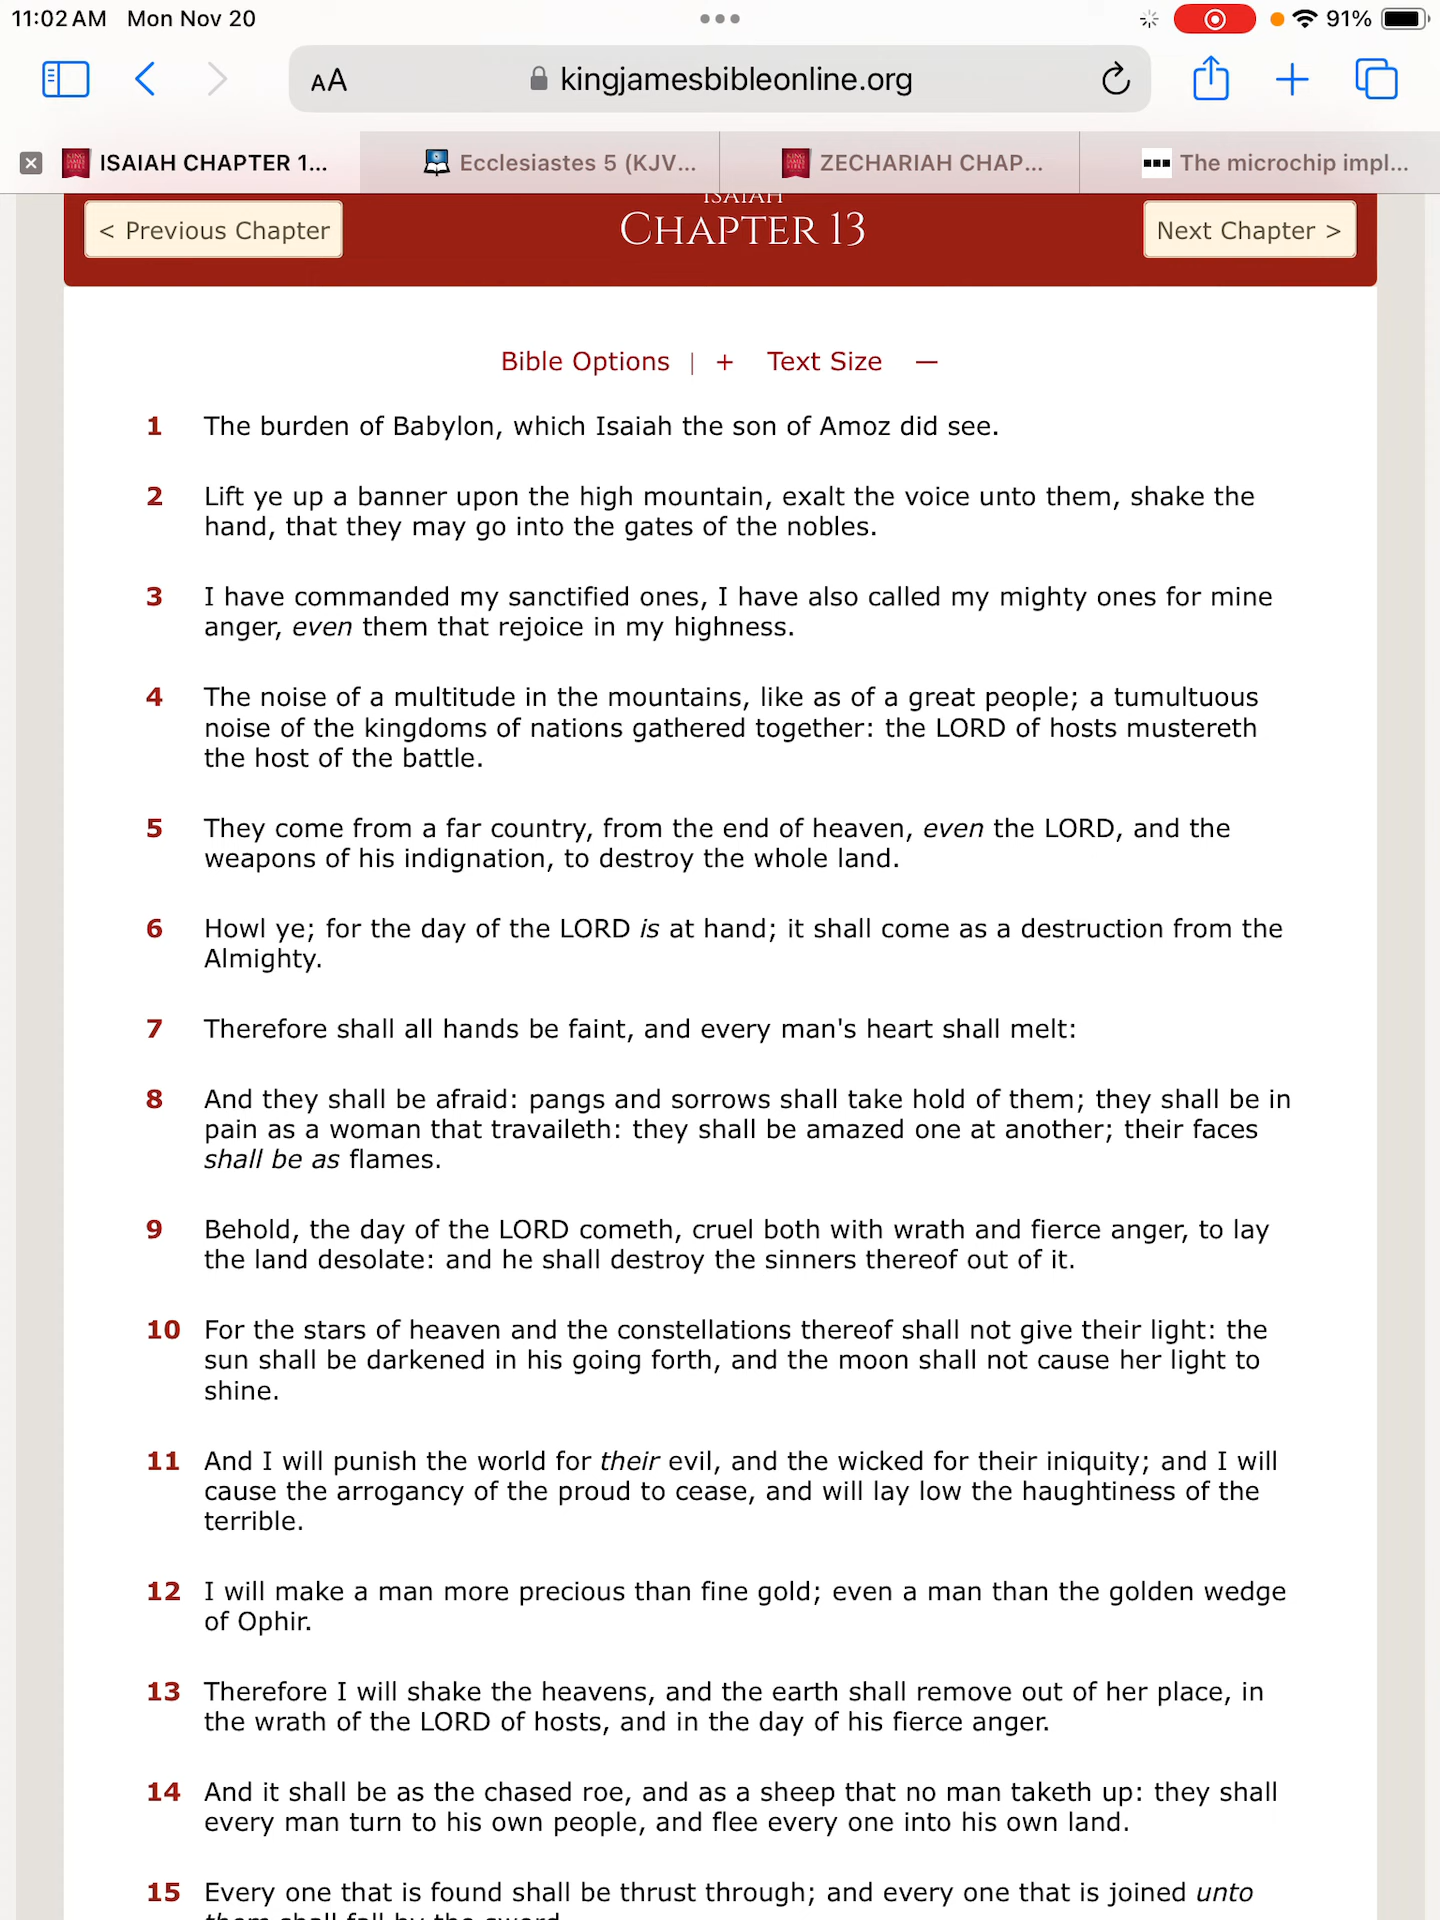 11:02 AM Mon Nov 20
91%
AA
kingjamesbibleonline.org
ISAIAH CHAPTER 1...
Ecclesiastes 5 (KJV...
ZECHARIAH CHAP...
The microchip impl...
ISAIAH
< Previous Chapter
CHAPTER 13
Next Chapter >
Bible Options | + Text Size —
1 The burden of Babylon, which Isaiah the son of Amoz did see.
2 Lift ye up a banner upon the high mountain, exalt the voice unto them, shake the
hand, that they may go into the gates of the nobles.
3 I have commanded my sanctified ones, I have also called my mighty ones for mine
anger, even them that rejoice in my highness.
4 The noise of a multitude in the mountains, like as of a great people; a tumultuous
noise of the kingdoms of nations gathered together: the LORD of hosts mustereth
the host of the battle.
5 They come from a far country, from the end of heaven, even the LORD, and the
weapons of his indignation, to destroy the whole land.
6 Howl ye; for the day of the LORD is at hand; it shall come as a destruction from the
Almighty.
7 Therefore shall all hands be faint, and every man's heart shall melt:
8 And they shall be afraid: pangs and sorrows shall take hold of them; they shall be in
pain as a woman that travaileth: they shall be amazed one at another; their faces
shall be as flames.
9 Behold, the day of the LORD cometh, cruel both with wrath and fierce anger, to lay
the land desolate: and he shall destroy the sinners thereof out of it.
10 For the stars of heaven and the constellations thereof shall not give their light: the
sun shall be darkened in his going forth, and the moon shall not cause her light to
shine.
11 And I will punish the world for their evil, and the wicked for their iniquity; and I will
cause the arrogancy of the proud to cease, and will lay low the haughtiness of the
terrible.
12 I will make a man more precious than fine gold; even a man than the golden wedge
of Ophir.
13 Therefore I will shake the heavens, and the earth shall remove out of her place, in
the wrath of the LORD of hosts, and in the day of his fierce anger.
14 And it shall be as the chased roe, and as a sheep that no man taketh up: they shall
every man turn to his own people, and flee every one into his own land.
15 Every one that is found shall be thrust through; and every one that is joined unto
them shall fall by the sword.